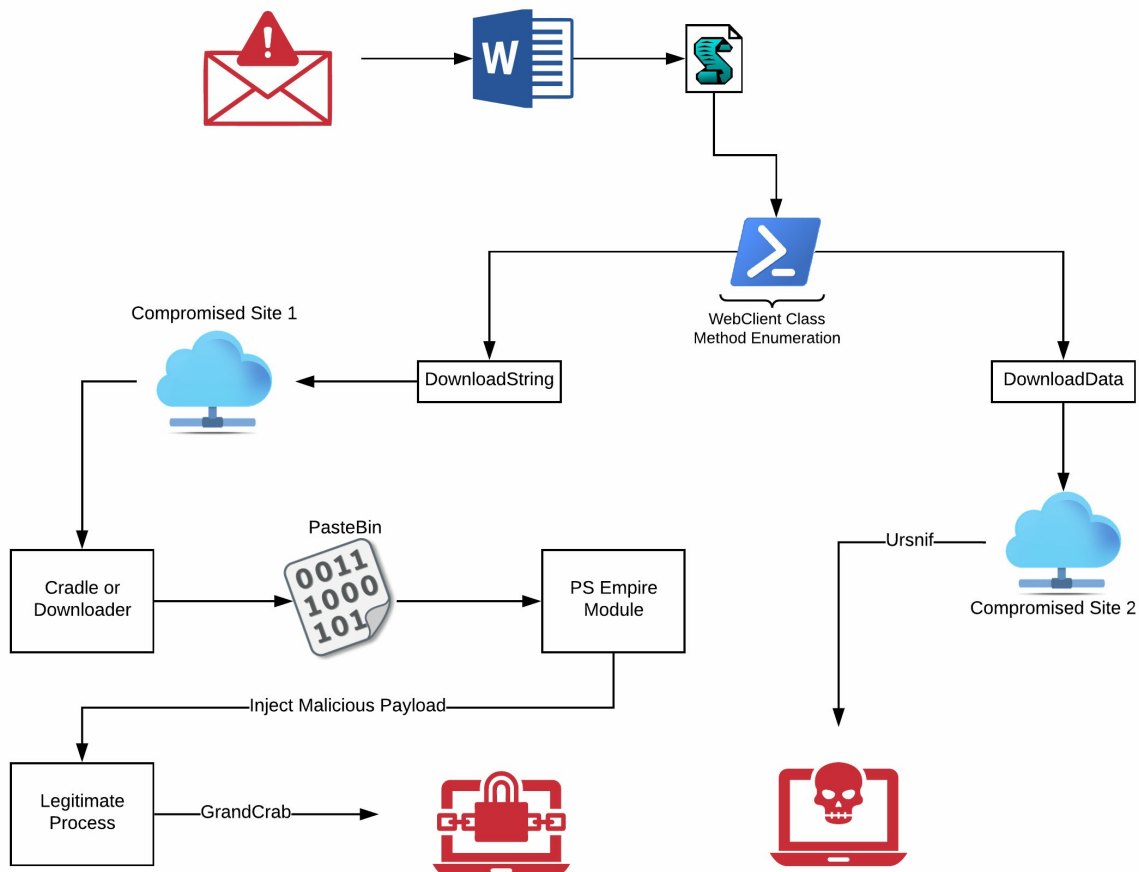 W
S
Compromised Site 1
WebClient Class
Method Enumeration
DownloadString
DownloadData
PasteBin
Ursnif
Cradle or
Downloader
0011
1000
101
PS Empire
Module
Compromised Site 2
Inject Malicious Payload
Legitimate
Process
GrandCrab